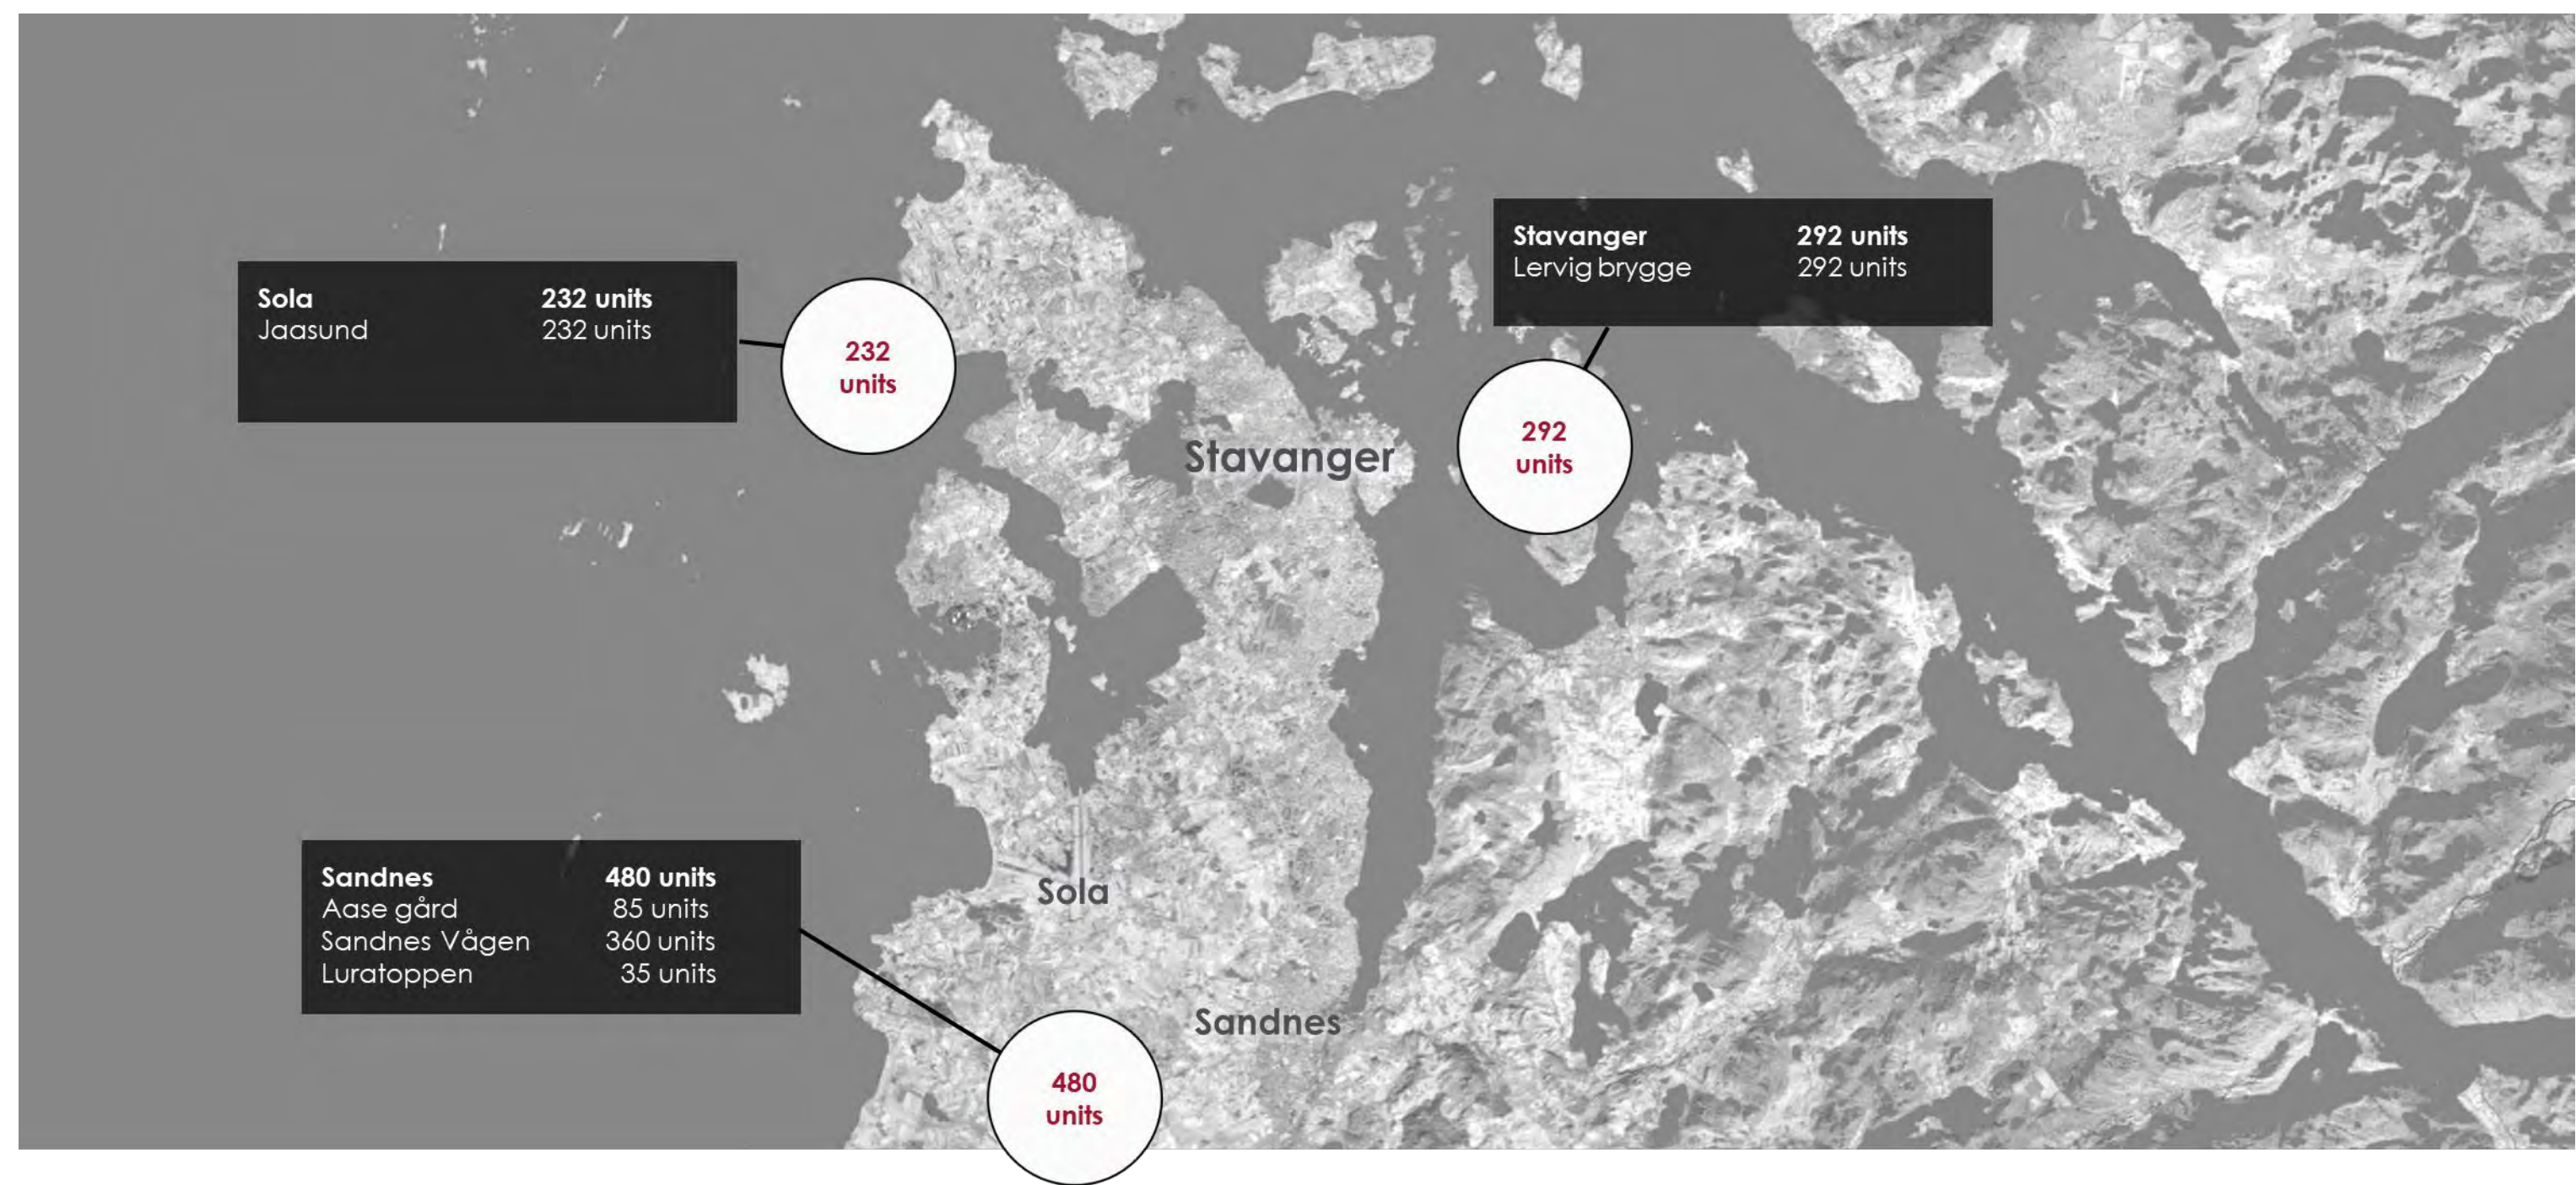 Stavanger 292 units
Lervig brygge 292 units
Sola 232 units
Jaasund 232 units
232
units
292
units
Stavanger
Sandnes 480 units
Aase gård 85 units
Sandnes Vågen 360 units
Luratoppen 35 units
Sola
Sandnes
480
units